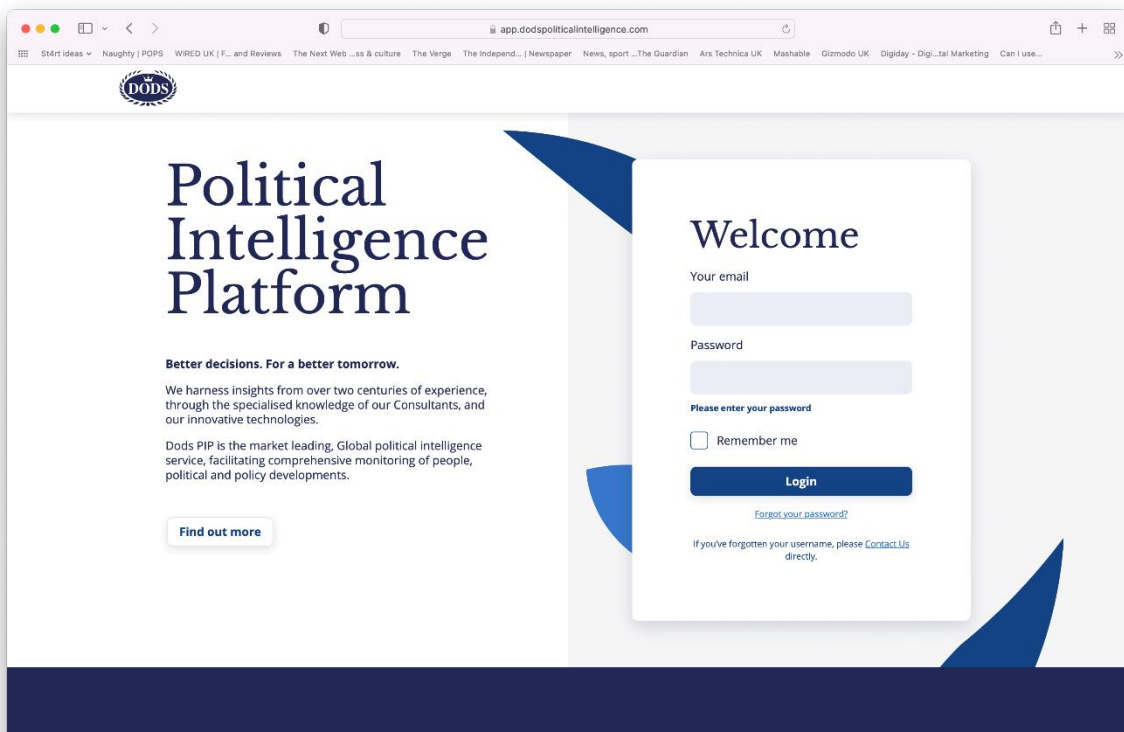 app.dodspoliticalintelligence.com
St4rt ideas Naughty | POPS WIRED UK | F... and Reviews The Next Web ...ss & culture The Verge The Independ... | Newspaper News, sport ...The Guardian Ars Technica UK Mashable Gizmodo UK Digiday - Digi...tal Marketing Can I use...
DODS
Political
Intelligence
Platform
Better decisions. For a better tomorrow.
We harness insights from over two centuries of experience,
through the specialised knowledge of our Consultants, and
our innovative technologies.
Dods PIP is the market leading, Global political intelligence
service, facilitating comprehensive monitoring of people,
political and policy developments.
Find out more
Welcome
Your email
Password
Please enter your password
Remember me
Login
Forgot your password?
If you've forgotten your username, please Contact Us
directly.